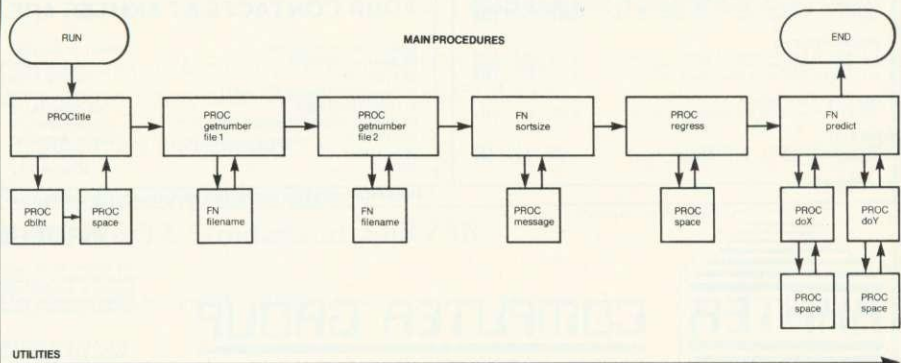 RUN
MAIN PROCEDURES
END
PROCtitle
PROC
getnumber
file 1
PROC
getnumber
file 2
FN
sortsize
PROC
regress
FN
predict
PROC
dblht
PROC
space
FN
filename
FN
filename
PROC
message
PROC
space
PROC
doX
PROC
doY
PROC
space
PROC
space
COMPUTER GROUP
UTILITIES